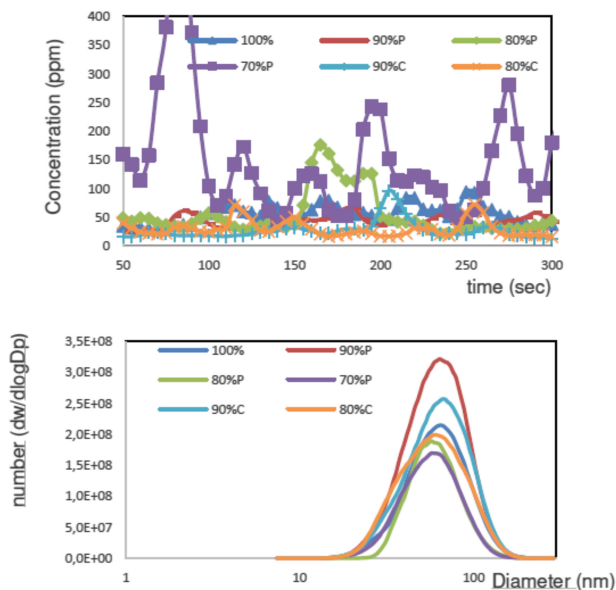 Concentration (ppm)
400
350
300
250
200
150
100
50
0
100%
90%P
80%P
70%P
90%C
80%C
50
100
150
200
250
300
time (sec)
number (dw/dlogDp)
3,5E+08
3,0E+08
2,5E+08
2,0E+08
1,5E+08
1,0E+08
5,0E+07
0,0E+00
100%
90%P
80%P
70%P
90%C
80%C
1
10
100
Diameter (nm)